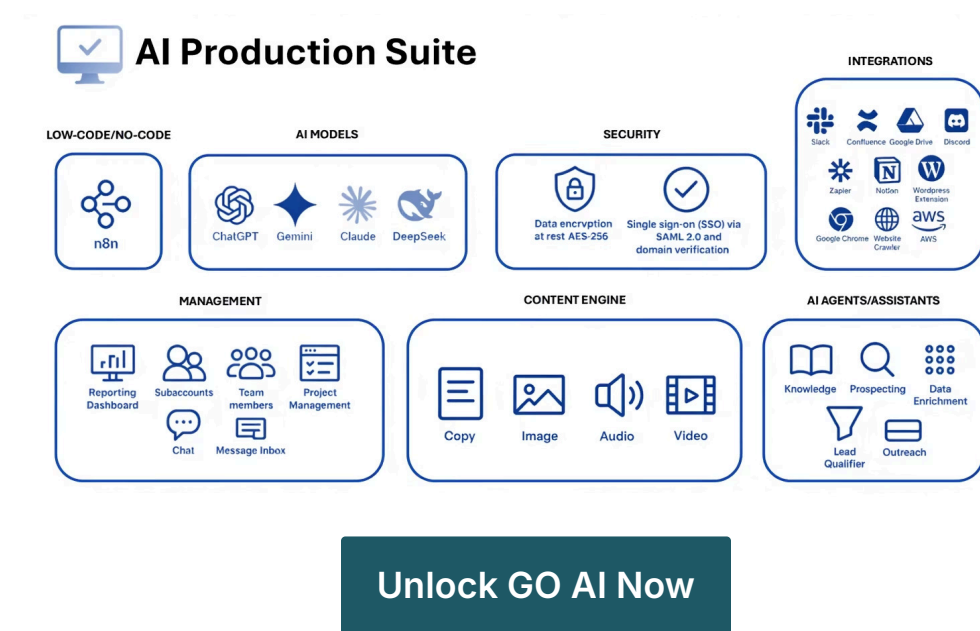 AI Production Suite
INTEGRATIONS
Slack
Confluence
Google Drive
Discord
Zapier
Notion
Wordpress
Extension
Google Chrome
Website
Crawler
aws
AWS
LOW-CODE/NO-CODE
n8n
AI MODELS
ChatGPT
Gemini
Claude
DeepSeek
SECURITY
Data encryption
at rest AES-256
Single sign-on (SSO) via
SAML 2.0 and
domain verification
MANAGEMENT
Reporting
Dashboard
Subaccounts
Team
members
Project
Management
Chat
Message Inbox
CONTENT ENGINE
Copy
Image
Audio
Video
AI AGENTS/ASSISTANTS
Knowledge
Prospecting
Data
Enrichment
Lead
Qualifier
Outreach
Unlock GO AI Now